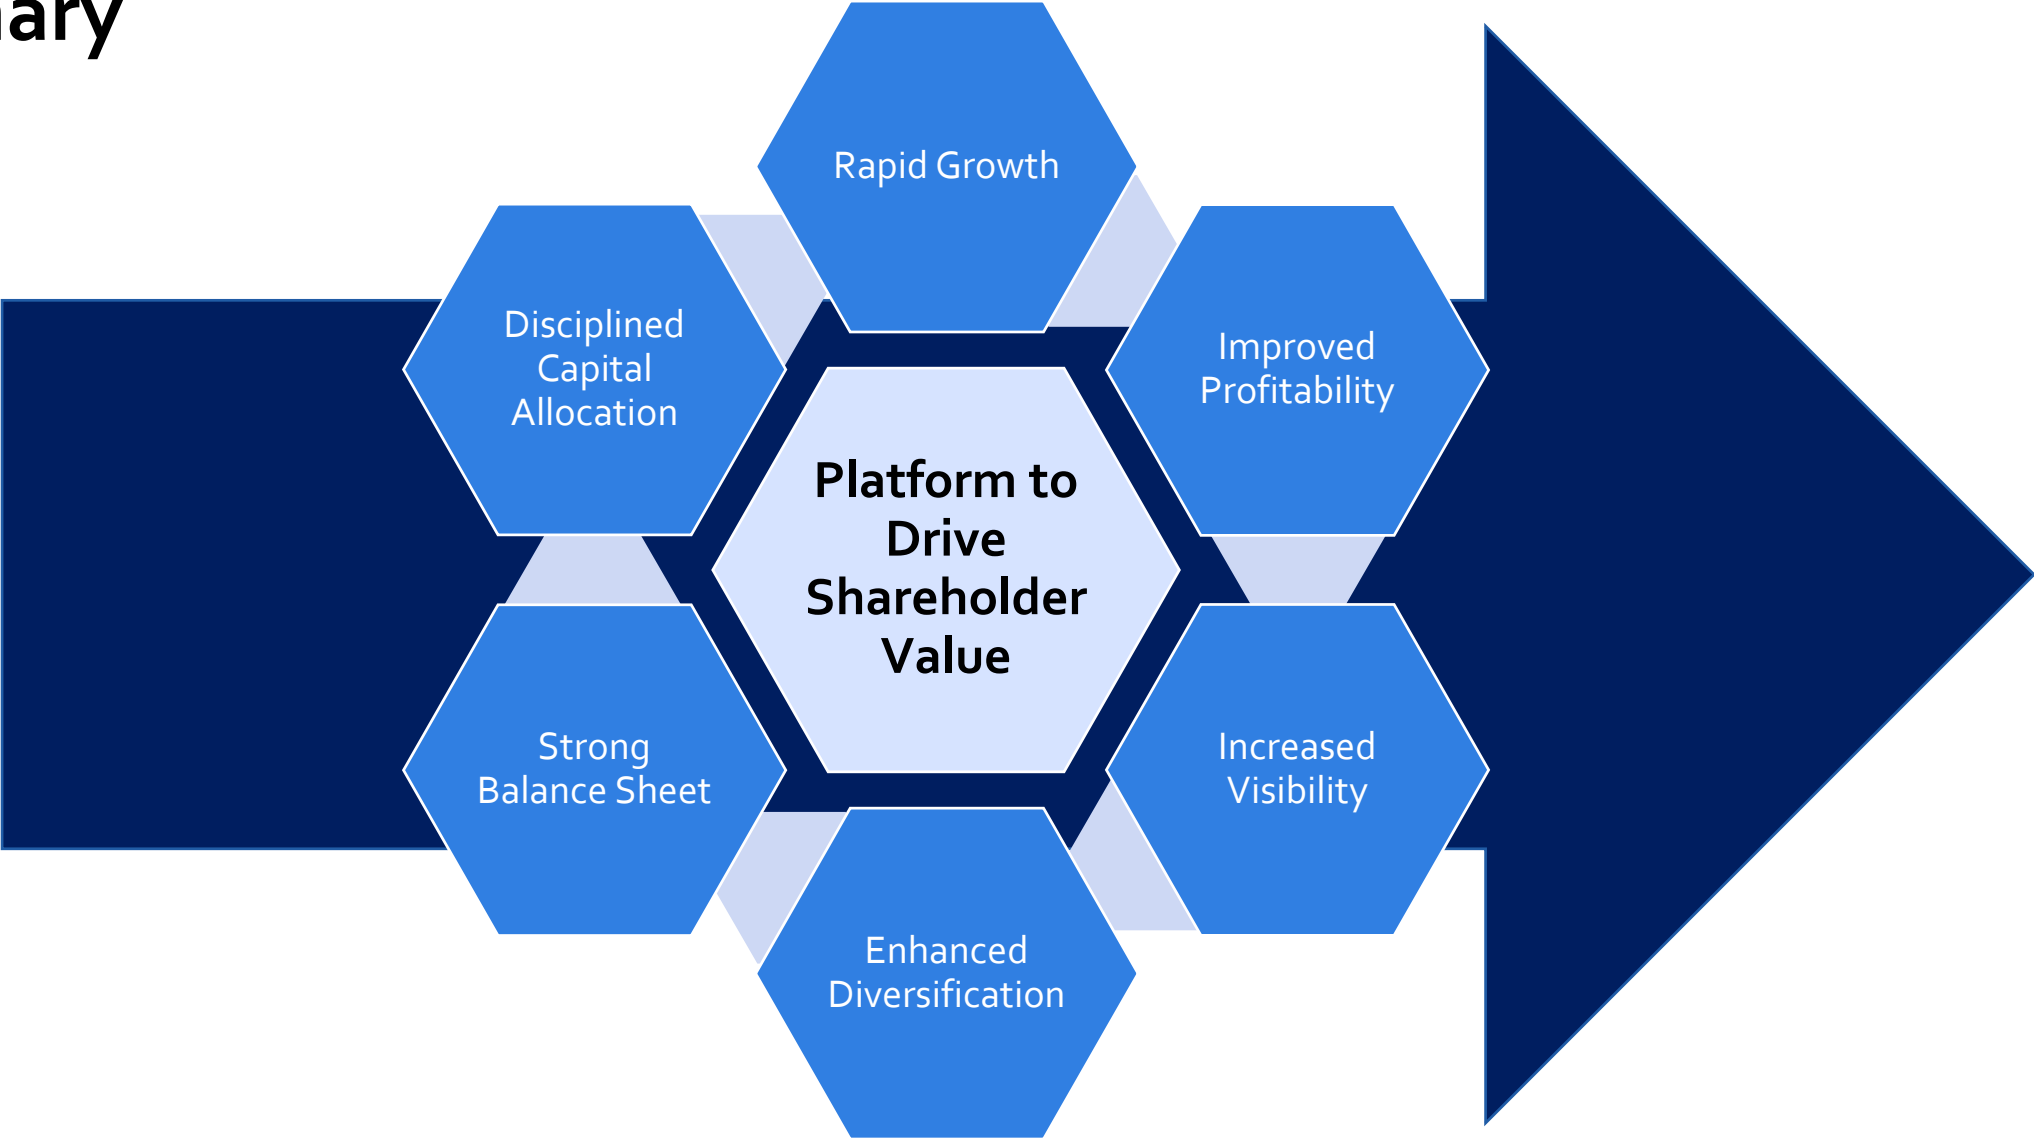 Rapid Growth
Disciplined
Capital
Allocation
Improved
Profitability
Platform to
Drive
Shareholder
Value
Strong
Balance Sheet
Increased
Visibility
Enhanced
Diversification